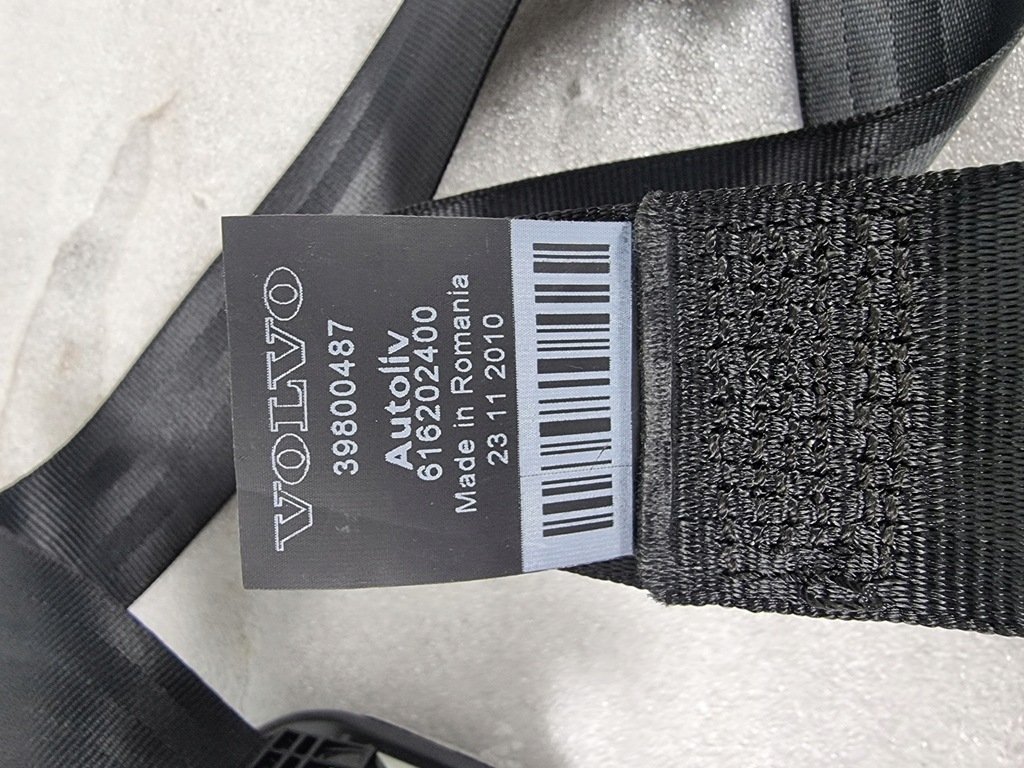 VOLVO
39800487
Autoliv
616202400
Made in Romania
23 11 2010